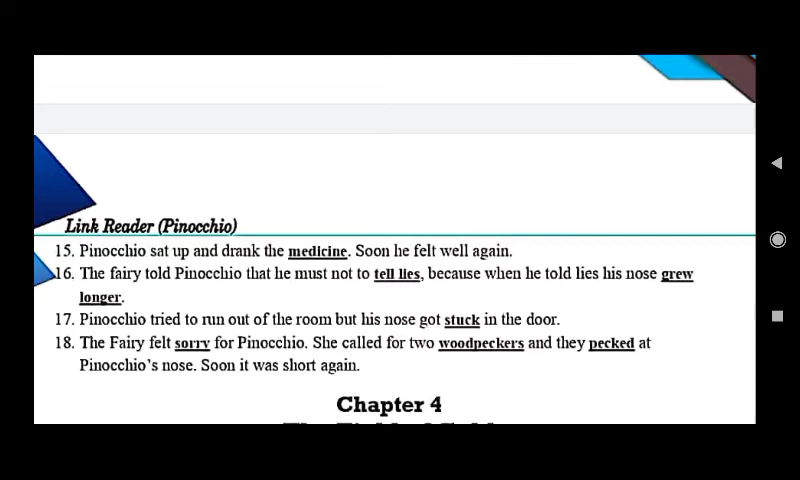 Link Reader (Pinocchio)
15. Pinocchio sat up and drank the medicine. Soon he felt well again.
16. The fairy told Pinocchio that he must not to tell lies, because when he told lies his nose grew
longer.
17. Pinocchio tried to run out of the room but his nose got stuck in the door.
18. The Fairy felt sorry for Pinocchio. She called for two woodpeckers and they pecked at
Pinocchio's nose. Soon it was short again.
Chapter 4